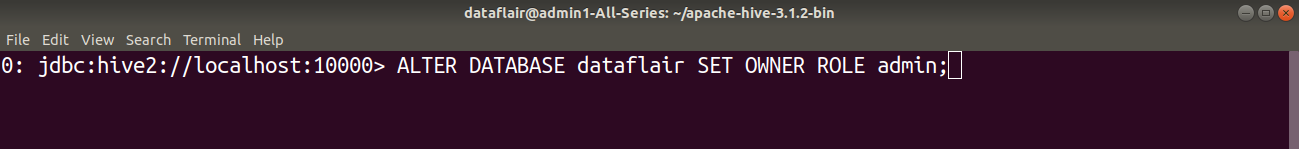 dataflair@admin1-All-Series: ~/apache-hive-3.1.2-bin
File Edit View Search Terminal Help
0: jdbc:hive2://localhost:10000> ALTER DATABASE dataflair SET OWNER ROLE admin;